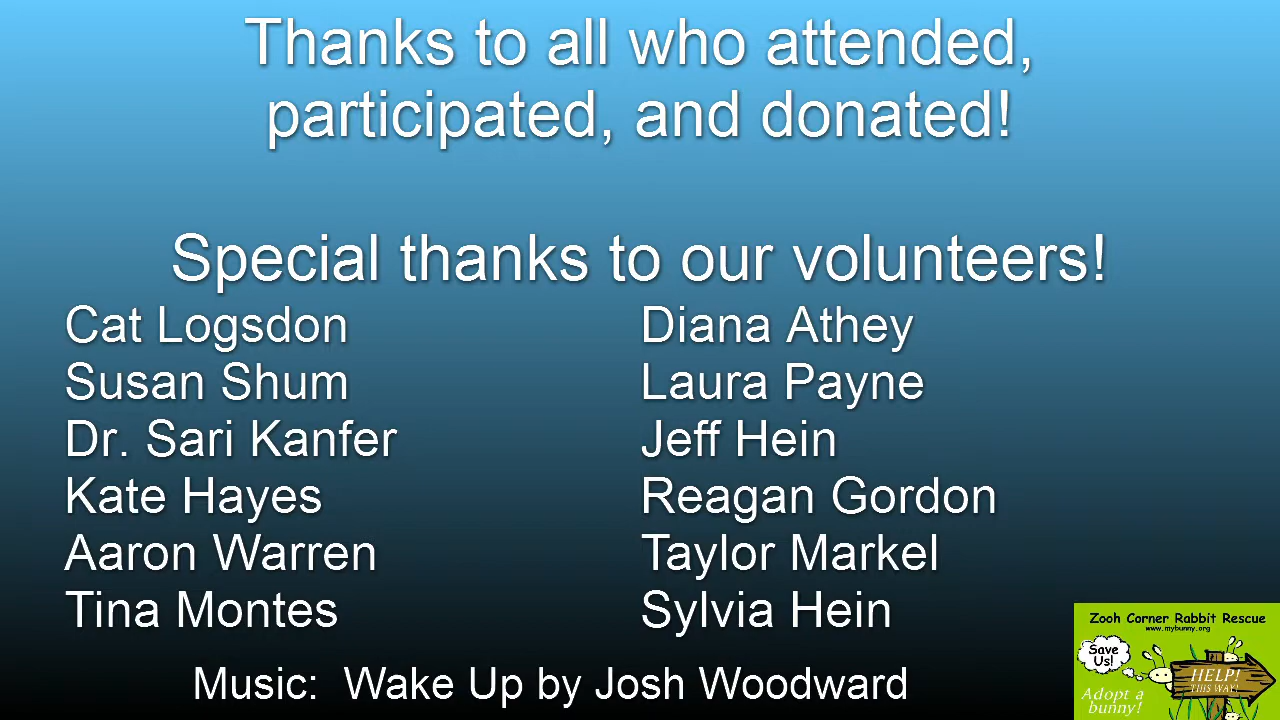 Thanks to all who attended,
participated, and donated!
Special thanks to our volunteers!
Cat Logsdon
Susan Shum
Dr. Sari Kanfer
Kate Hayes
Aaron Warren
Tina Montes
Diana Athey
Laura Payne
Jeff Hein
Reagan Gordon
Taylor Markel
Sylvia Hein
Music:  Wake Up by Josh Woodward
Zooh Corner Rabbit Rescue
www.mybunny.org
Save
Us!
HELP!
THIS WAY!
Adopt a
bunny!